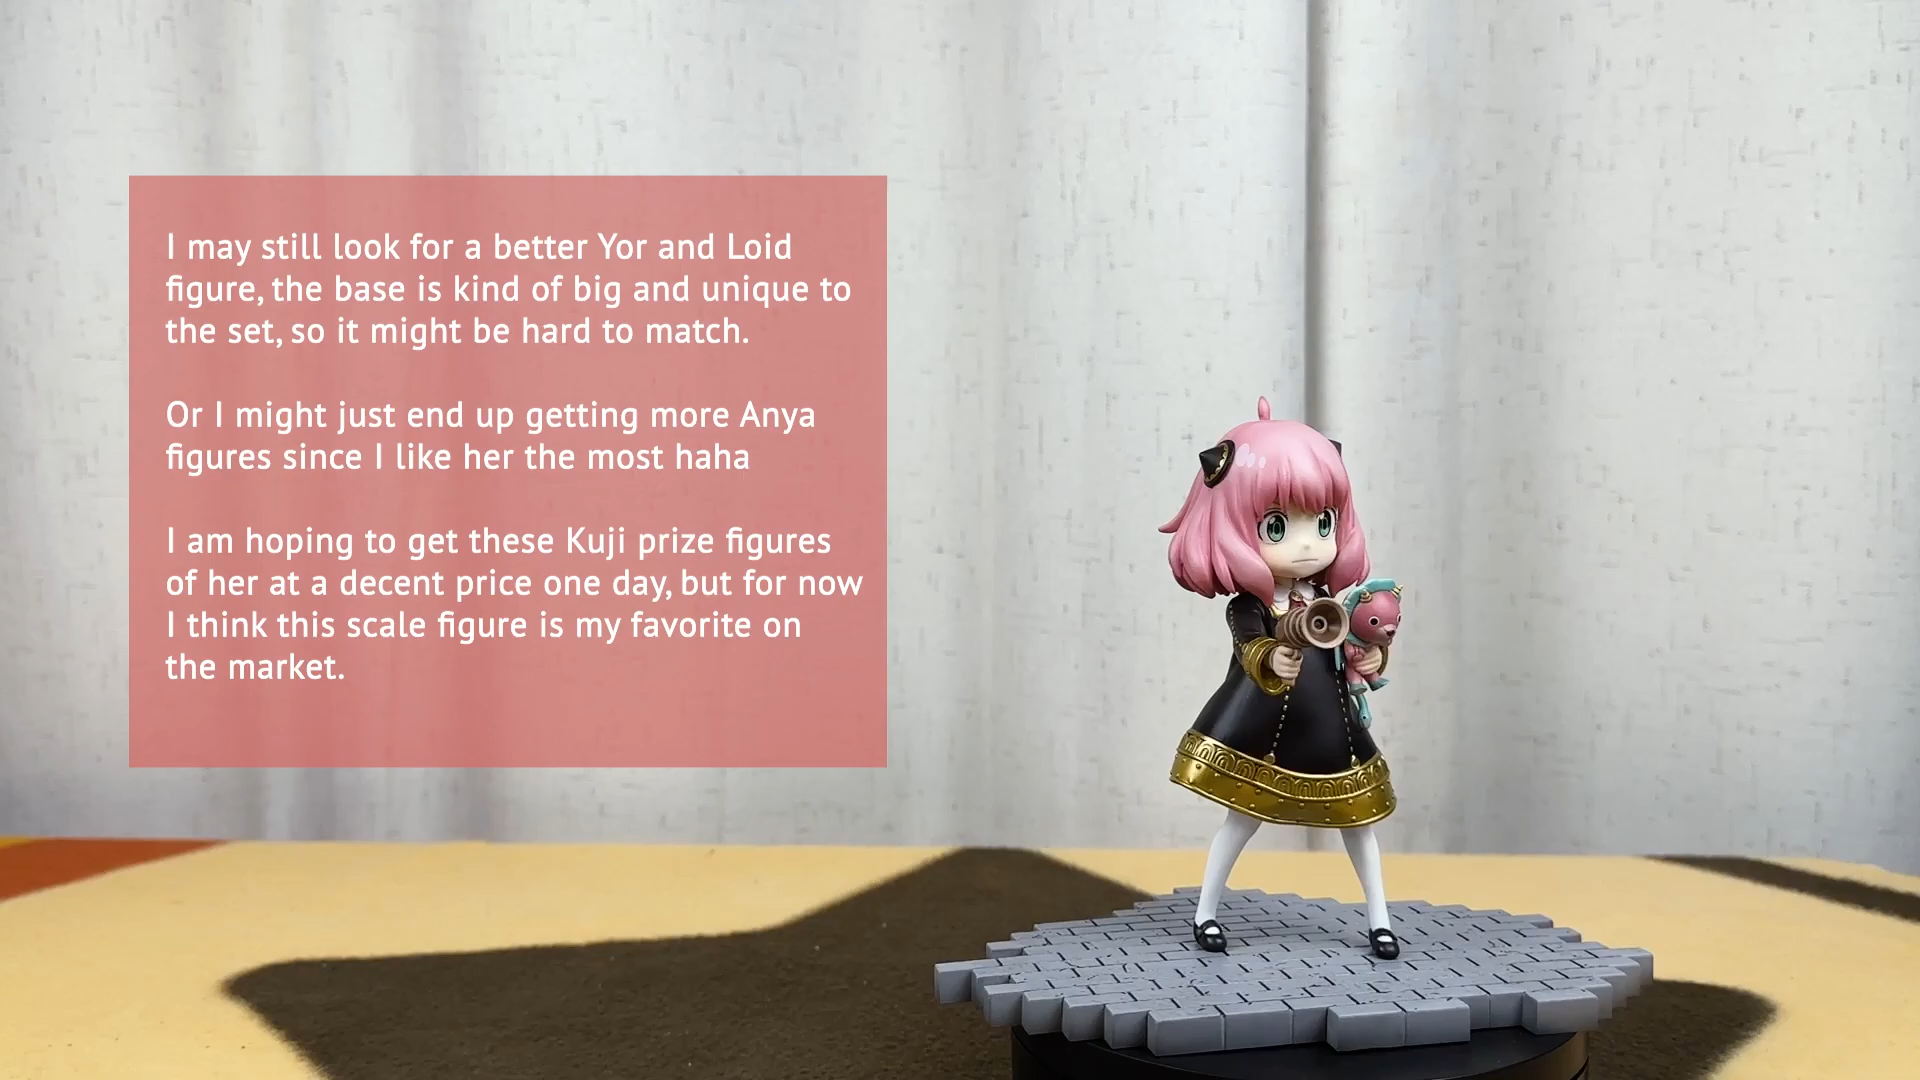 I may still look for a better Yor and Loid
figure, the base is kind of big and unique to
the set, so it might be hard to match.
Or I might just end up getting more Anya
figures since I like her the most haha
I am hoping to get these Kuji prize figures
of her at a decent price one day, but for now
I think this scale figure is my favorite on
the market.